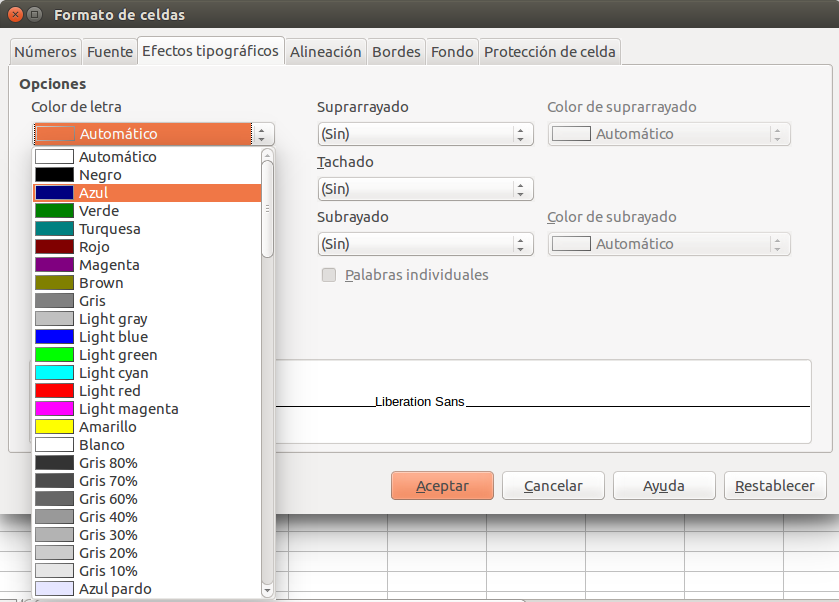 Formato de celdas
Números Fuente Efectos tipográficos Alineación Bordes Fondo Protección de celda
Opciones
Color de letra
Automático
Automático
Negro
Azul
Verde
Turquesa
Rojo
Magenta
Brown
Gris
Light gray
Light blue
Light green
Light cyan
Light red
Light magenta
Amarillo
Blanco
Gris 80%
Gris 70%
Gris 60%
Gris 40%
Gris 30%
Gris 20%
Gris 10%
Azul pardo
Suprarrayado
(Sin)
Tachado
(Sin)
Subrayado
(Sin)
Palabras individuales
Color de suprarrayado
Automático
Color de subrayado
Automático
Liberation Sans
Aceptar Cancelar Ayuda Restablecer